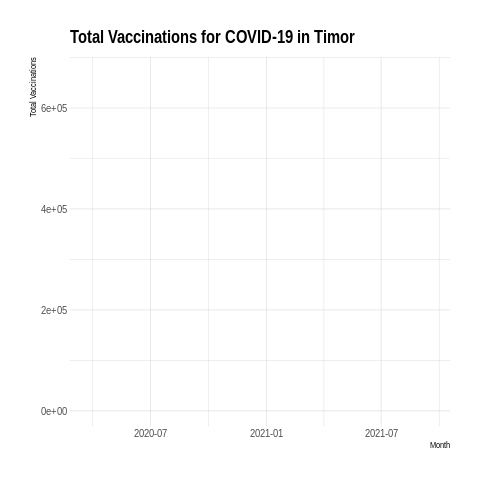 Total Vaccinations for COVID-19 in Timor
Total Vaccinations
6e+05
4e+05
2e+05
0e+00
2020-07 2021-01 2021-07
Month